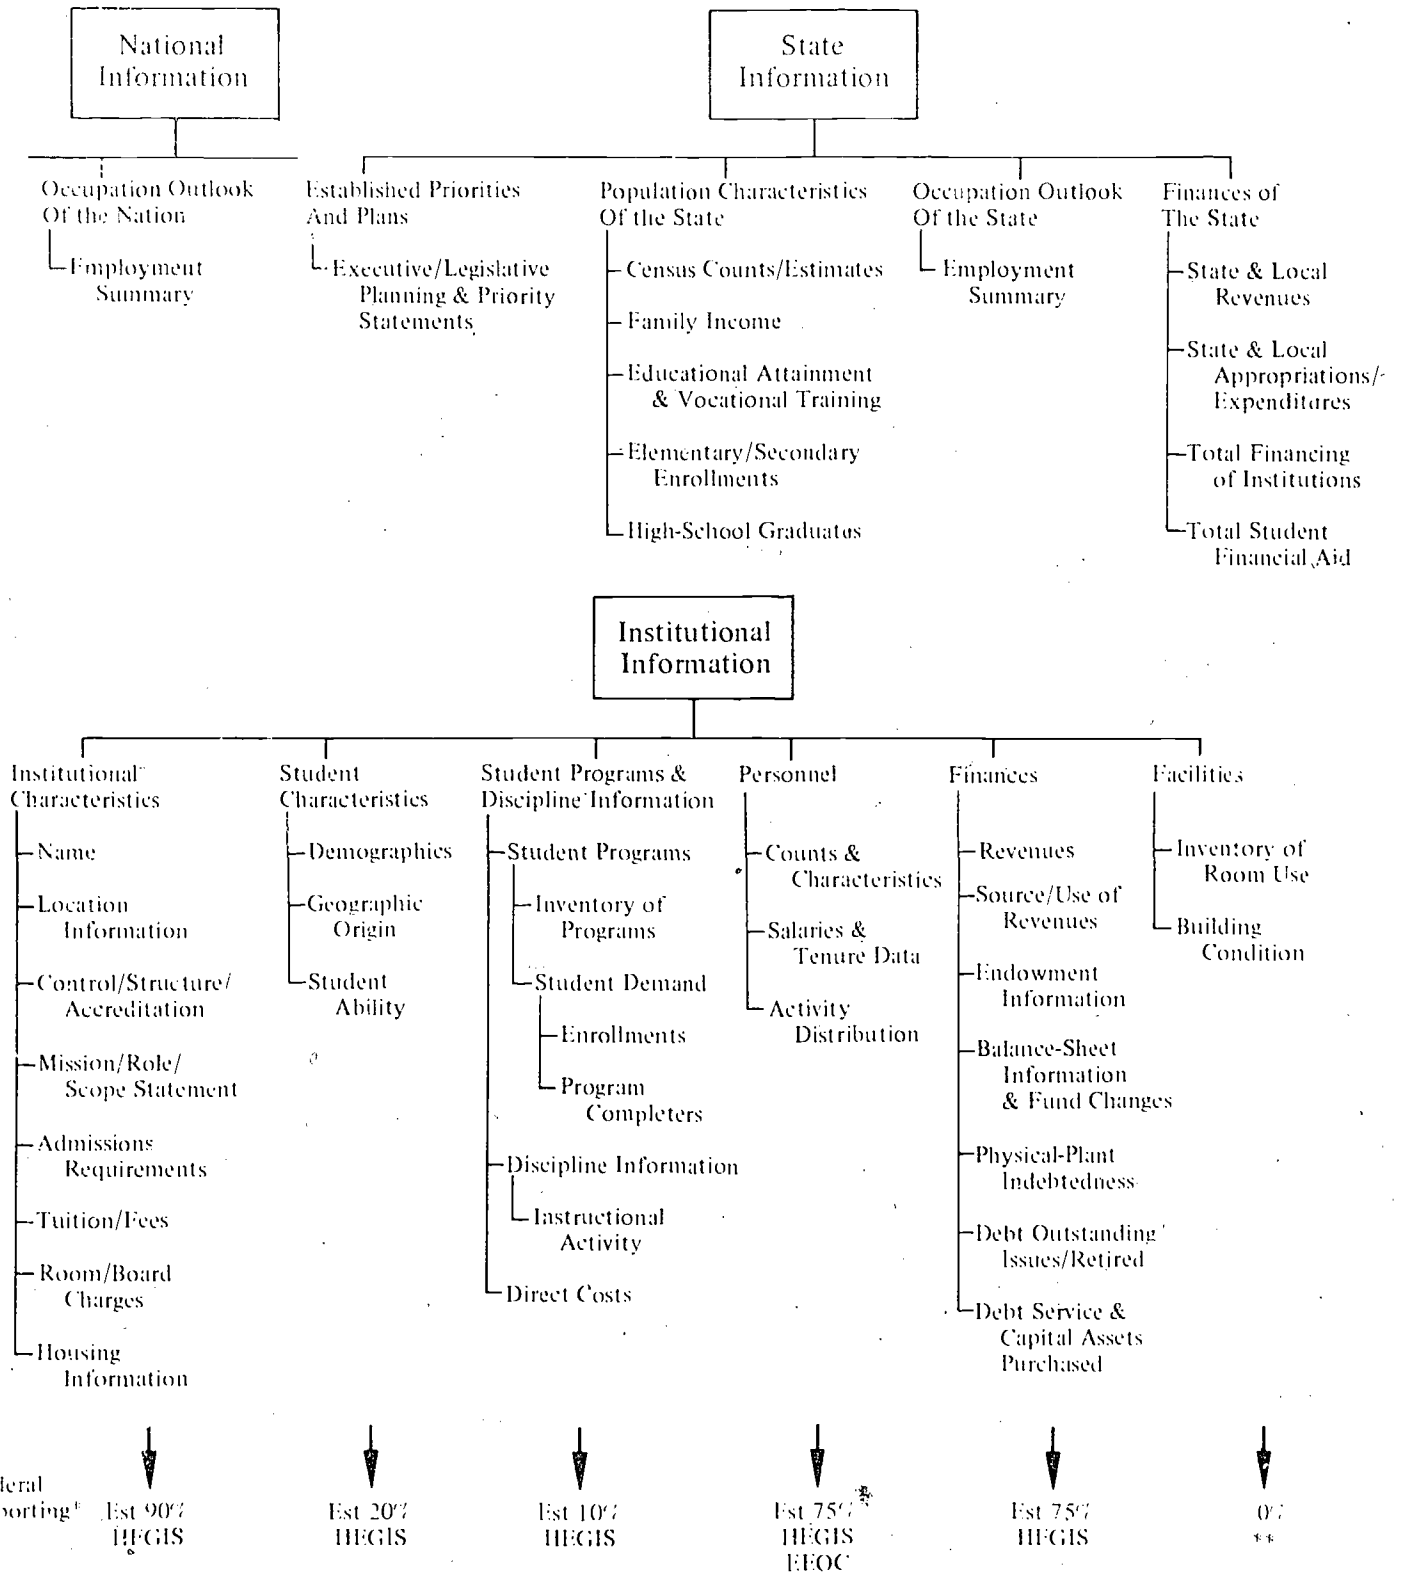 National
Information
State
Information
Occupation Outlook
Of the Nation
Employment
Summary
Established Priorities
And Plans
Executive/Legislative
Planning & Priority
Statements
Population Characteristics
Of the State
Census Counts/Estimates
Family Income
Educational Attainment
& Vocational Training
Elementary/Secondary
Enrollments
High-School Graduates
Occupation Outlook
Of the State
Employment
Summary
Finances of
The State
State & Local
Revenues
State & Local
Appropriations/
Expenditures
Total Financing
of Institutions
Total Student
Financial Aid
Institutional
Information
Institutional
Characteristics
Name
Location
Information
Control/Structure/
Accreditation
Mission/Role/
Scope Statement
Admissions
Requirements
Tuition/Fees
Room/Board
Charges
Housing
Information
Student
Characteristics
Demographics
Geographic
Origin
Student
Ability
Student Programs &
Discipline Information
Student Programs
Inventory of
Programs
Student Demand
Enrollments
Program
Completers
Discipline Information
Instructional
Activity
Direct Costs
Personnel
Counts &
Characteristics
Salaries &
Tenure Data
Activity
Distribution
Finances
Revenues
Source/Use of
Revenues
Endowment
Information
Balance-Sheet
Information
& Fund Changes
Physical-Plant
Indebtedness
Debt Outstanding
Issues/Retired
Debt Service &
Capital Assets
Purchased
Facilities
Inventory of
Room Use
Building
Condition
deral
porting*
Est 90%
HEGIS
Est 20%
HEGIS
Est 10%
HEGIS
Est 75%
HEGIS
EEOC
Est 75%
HEGIS
0%
**